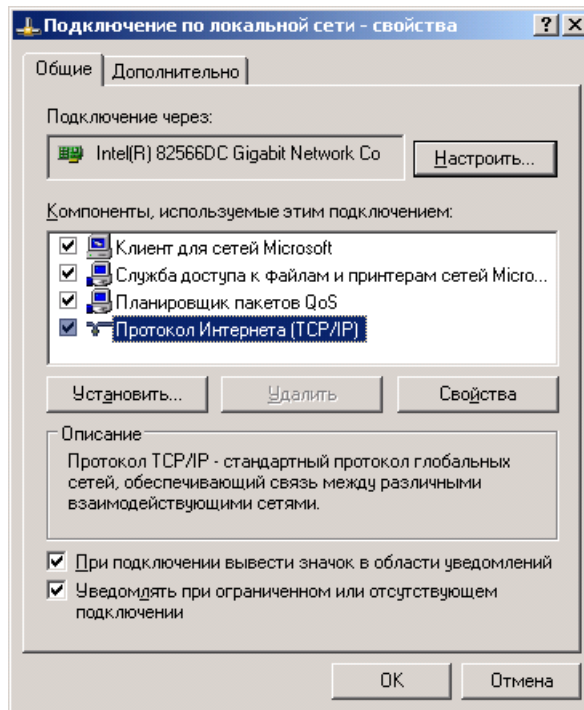 Подключение по локальной сети - свойства
Общие
Дополнительно
Подключение через:
Intel(R) 82566DC Gigabit Network Co
Настроить...
Компоненты, используемые этим подключением:
Клиент для сетей Microsoft
Служба доступа к файлам и принтерам сетей Micro...
Планировщик пакетов QoS
Протокол Интернета (TCP/IP)
Установить...
Удалить
Свойства
Описание
Протокол TCP/IP - стандартный протокол глобальных
сетей, обеспечивающий связь между различными
взаимодействующими сетями.
При подключении вывести значок в области уведомлений
Уведомлять при ограниченном или отсутствующем
подключении
OK
Отмена